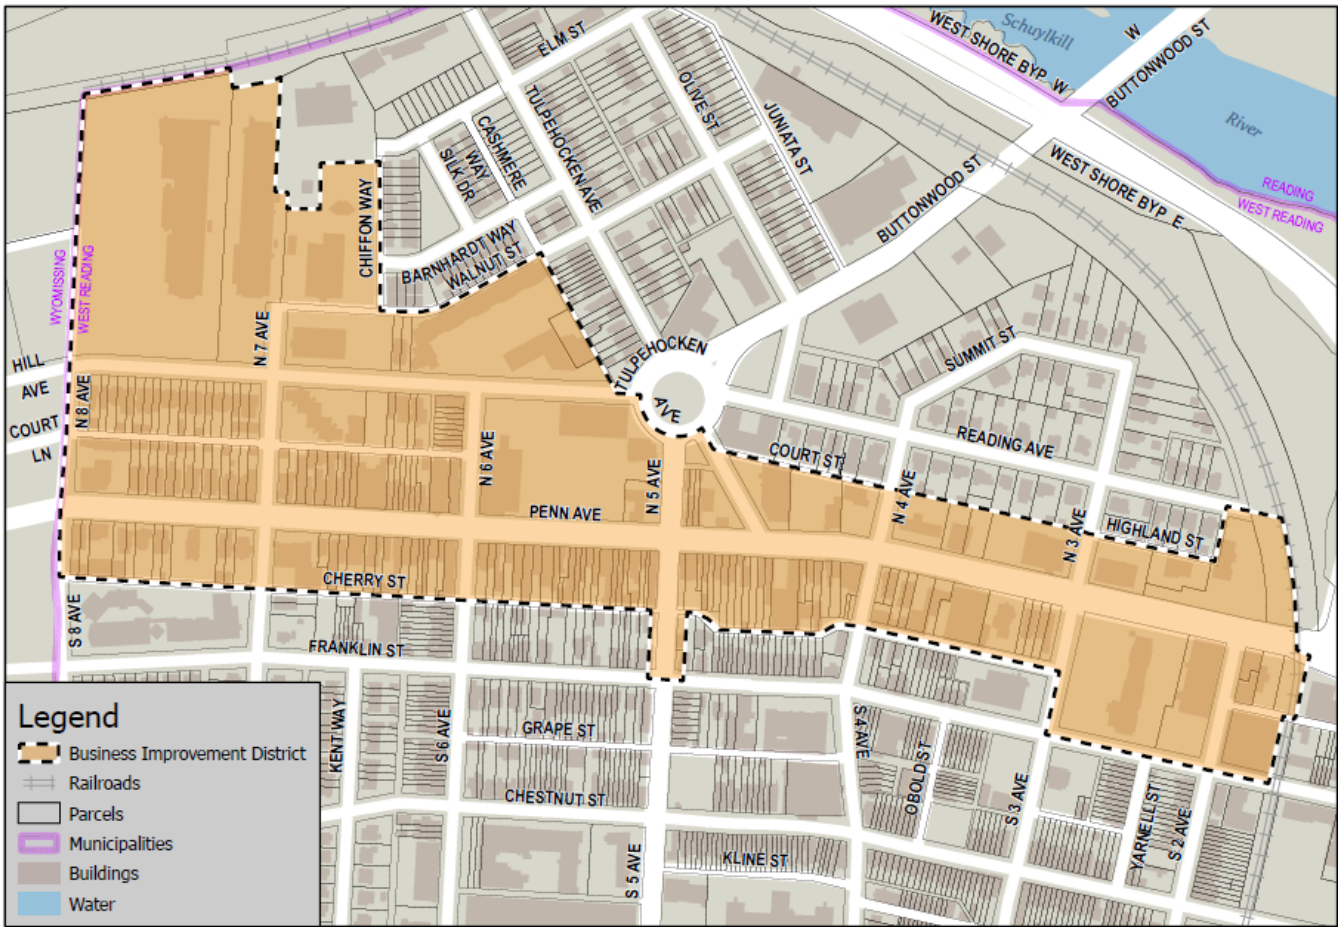 ELM ST
WEST SHORE BYP W
Schuylkill
W
BUTTONWOOD ST
River
READING
WEST READING
TULPEHOCKEN AVE
OLIVE ST
JUNIATA ST
CASHMERE
WAY
SILK DR
BUTTONWOOD ST
WEST SHORE BYP E
CHIFFON WAY
BARNHARDT WAY
WALNUT ST
WYOMISSING
WEST READING
N 7 AVE
TULPEHOCKEN
AVE
SUMMIT ST
HILL
AVE
N 8 AVE
COURT
LN
N 6 AVE
N 5 AVE
COURT ST
READING AVE
N 4 AVE
PENN AVE
N 3 AVE
HIGHLAND ST
CHERRY ST
S 8 AVE
FRANKLIN ST
KENT WAY
S 6 AVE
GRAPE ST
S 4 AVE
OBOLD ST
CHESTNUT ST
S 3 AVE
YARNELL ST
S 2 AVE
S 5 AVE
KLINE ST
Legend
Business Improvement District
Railroads
Parcels
Municipalities
Buildings
Water